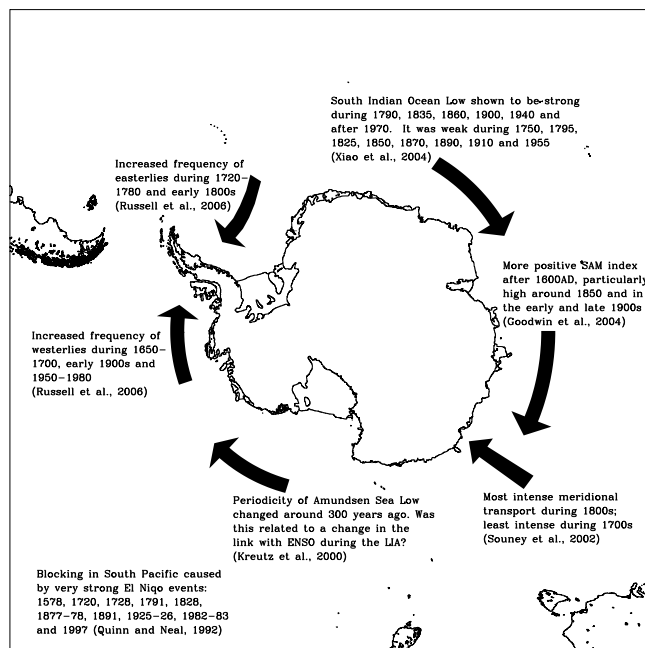 South Indian Ocean Low shown to be strong
during 1790, 1835, 1860, 1900, 1940 and
after 1970. It was weak during 1750, 1795,
1825, 1850, 1870, 1890, 1910 and 1955
(Xiao et al., 2004)
Increased frequency of
easterlies during 1720-
1780 and early 1800s
(Russell et al., 2006)
More positive SAM index
after 1600AD, particularly
high around 1850 and in
the early and late 1900s
(Goodwin et al., 2004)
Increased frequency of
westerlies during 1650-
1700, early 1900s and
1950-1980
(Russell et al., 2006)
Periodicity of Amundsen Sea Low
changed around 300 years ago. Was
this related to a change in the
link with ENSO during the LIA?
(Kreutz et al., 2000)
Most intense meridional
transport during 1800s;
least intense during 1700s
(Souney et al., 2002)
Blocking in South Pacific caused
by very strong El Niqo events:
1578, 1720, 1728, 1791, 1828,
1877-78, 1891, 1925-26, 1982-83
and 1997 (Quinn and Neal, 1992)